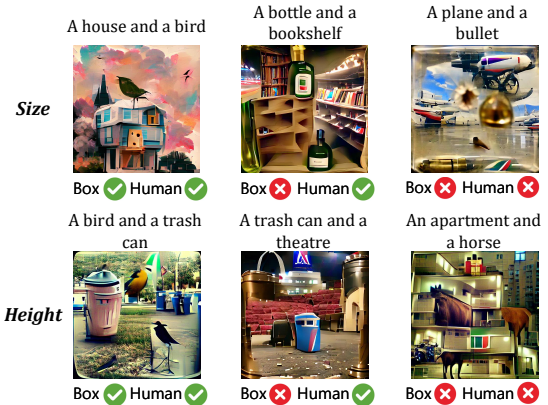 A house and a bird
A bottle and a
bookshelf
A plane and a
bullet
Size
Box Human
Box Human
Box Human
A bird and a trash
can
A trash can and a
theatre
An apartment and
a horse
Height
Box Human
Box Human
Box Human